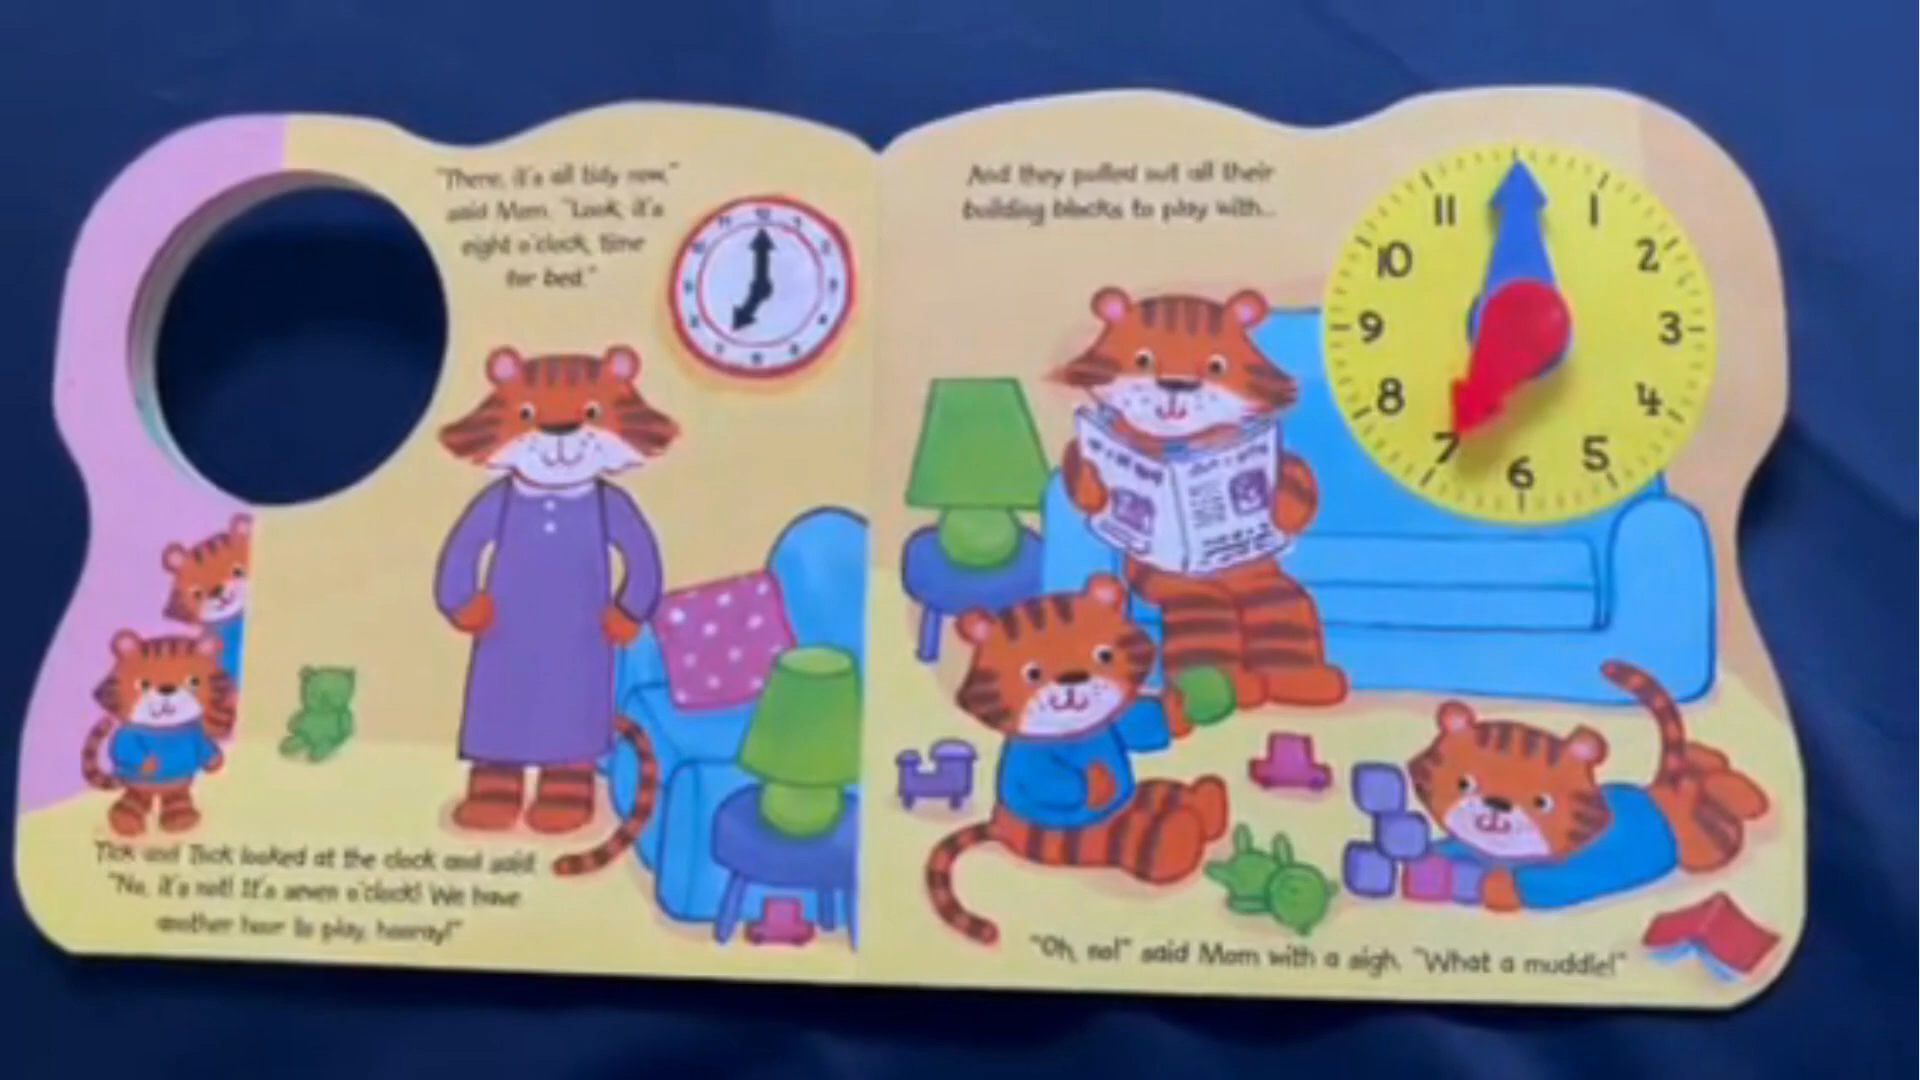 "There, it's all tidy now,"
said Mom. "Look, it's
eight o'clock, time
for bed."
Tick and Tock looked at the clock and said:
"No, it's not! It's seven o'clock! We have
another hour to play, hooray!"
And they pulled out all their
building blocks to play with...
11 1
10 2
9 3
8 4
7 6 5
"Oh, no!" said Mom with a sigh. "What a muddle!"